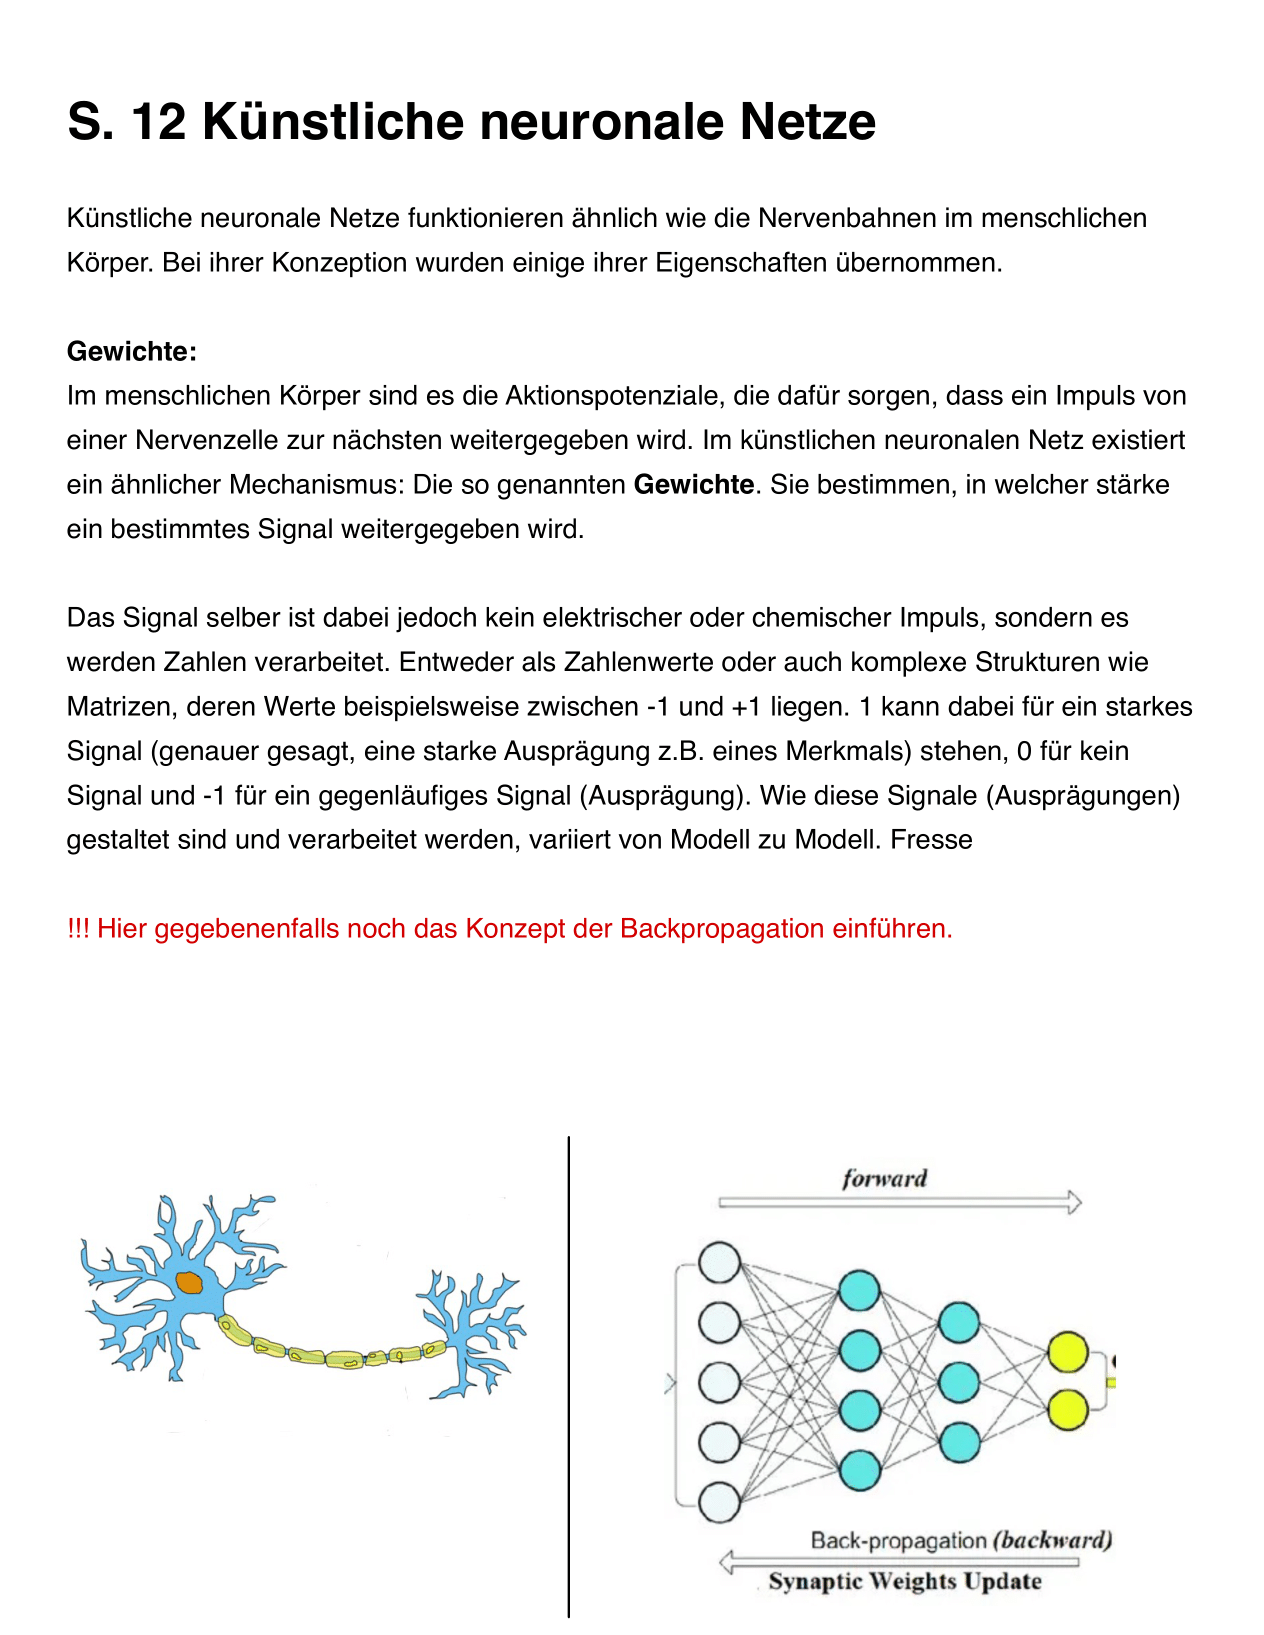 S. 12 Künstliche neuronale Netze
Künstliche neuronale Netze funktionieren ähnlich wie die Nervenbahnen im menschlichen
Körper. Bei ihrer Konzeption wurden einige ihrer Eigenschaften übernommen.
Gewichte:
Im menschlichen Körper sind es die Aktionspotenziale, die dafür sorgen, dass ein Impuls von
einer Nervenzelle zur nächsten weitergegeben wird. Im künstlichen neuronalen Netz existiert
ein ähnlicher Mechanismus: Die so genannten Gewichte. Sie bestimmen, in welcher stärke
ein bestimmtes Signal weitergegeben wird.
Das Signal selber ist dabei jedoch kein elektrischer oder chemischer Impuls, sondern es
werden Zahlen verarbeitet. Entweder als Zahlenwerte oder auch komplexe Strukturen wie
Matrizen, deren Werte beispielsweise zwischen -1 und +1 liegen. 1 kann dabei für ein starkes
Signal (genauer gesagt, eine starke Ausprägung z.B. eines Merkmals) stehen, 0 für kein
Signal und -1 für ein gegenläufiges Signal (Ausprägung). Wie diese Signale (Ausprägungen)
gestaltet sind und verarbeitet werden, variiert von Modell zu Modell. Fresse
!!! Hier gegebenenfalls noch das Konzept der Backpropagation einführen.
forward
Back-propagation (backward)
Synaptic Weights Update